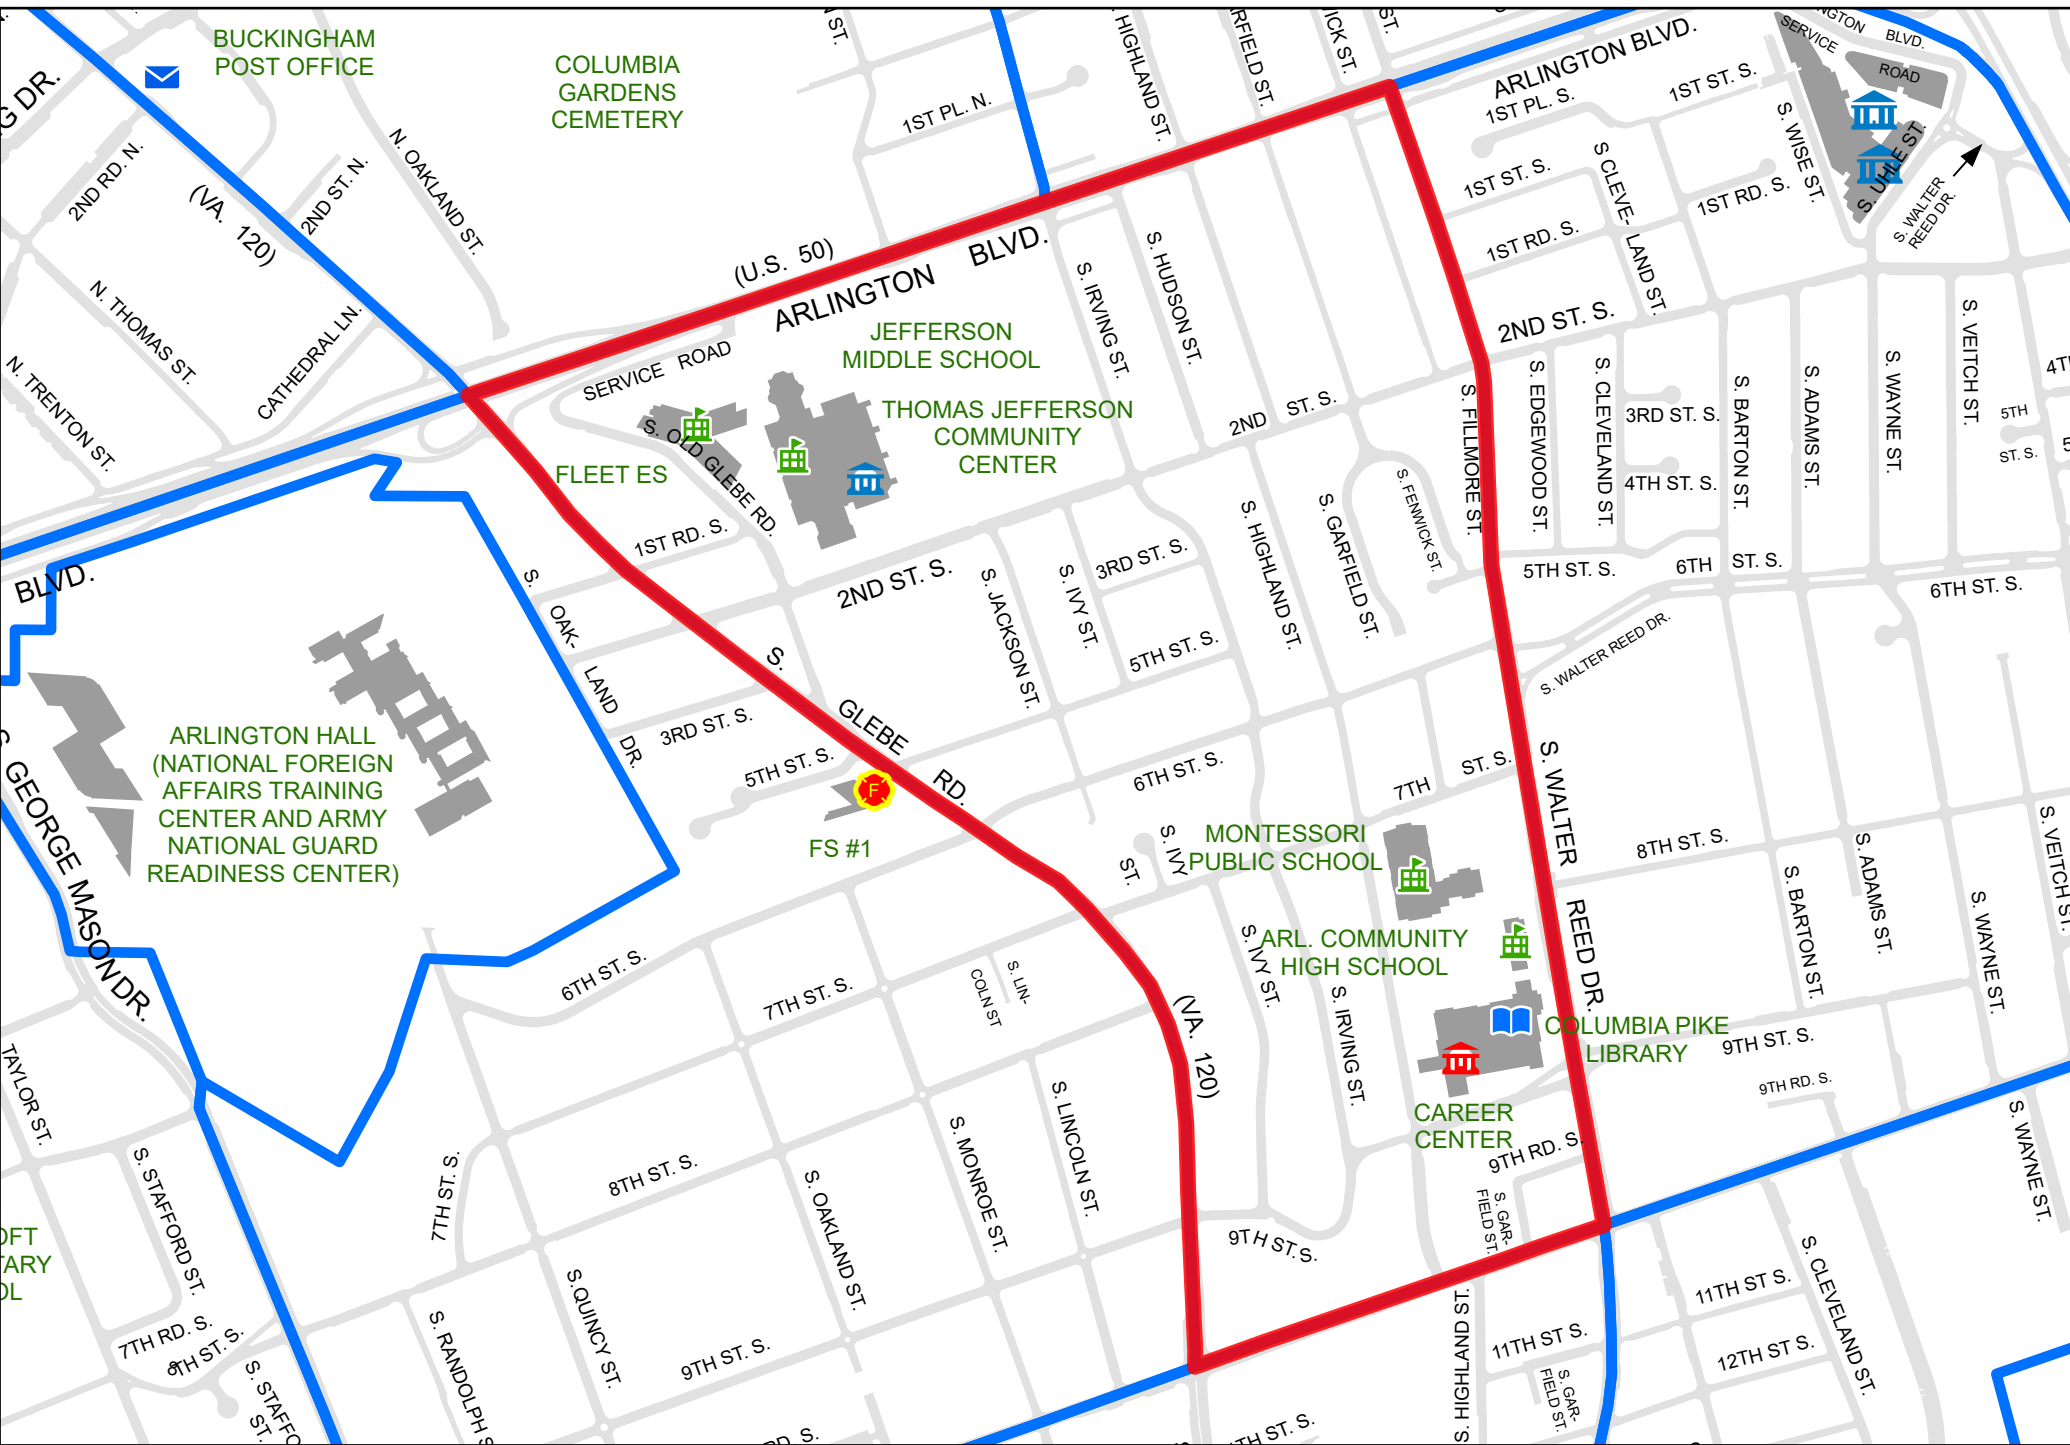 BUCKINGHAM
POST OFFICE
COLUMBIA
GARDENS
CEMETERY
1ST PL. N.
N. OAKLAND ST.
2ND RD. N.
2ND ST. N.
(VA. 120)
N. THOMAS ST.
CATHEDRAL LN.
N. TRENTON ST.
HIGHLAND ST.
ARLINGTON BLVD.
1ST PL. S.
1ST ST. S.
SERVICE
ROAD
BLVD.
S. WISE ST.
S. UHLE ST.
S. WALTER
REED DR.
1ST ST. S.
S CLEVE-
LAND ST.
1ST RD. S.
1ST RD. S.
2ND ST. S.
(U.S. 50)
ARLINGTON BLVD.
S. IRVING ST.
S. HUDSON ST.
JEFFERSON
MIDDLE SCHOOL
SERVICE ROAD
THOMAS JEFFERSON
COMMUNITY
CENTER
S. OLD GLEBE RD.
FLEET ES
1ST RD. S.
2ND ST. S.
2ND ST. S.
S. FILLMORE ST.
S. EDGEWOOD ST.
S. CLEVELAND ST.
3RD ST. S.
4TH ST. S.
S. BARTON ST.
S. ADAMS ST.
S. WAYNE ST.
S. VEITCH ST.
5TH
ST. S.
S. FENWICK ST.
S. GARFIELD ST.
S. HIGHLAND ST.
3RD ST. S.
S. IVY ST.
S. JACKSON ST.
5TH ST. S.
5TH ST. S.
6TH ST. S.
6TH ST. S.
S. WALTER REED DR.
BLVD.
S. OAK-
LAND
DR.
3RD ST. S.
5TH ST. S.
S. GLEBE RD.
ARLINGTON HALL
(NATIONAL FOREIGN
AFFAIRS TRAINING
CENTER AND ARMY
NATIONAL GUARD
READINESS CENTER)
GEORGE MASON DR.
F
FS #1
6TH ST. S.
7TH ST. S.
S. IVY
ST.
MONTESSORI
PUBLIC SCHOOL
S. WALTER REED DR.
8TH ST. S.
S. BARTON ST.
S. ADAMS ST.
S. WAYNE ST.
S. VEITCH ST.
ARL. COMMUNITY
HIGH SCHOOL
S. IVY ST.
S. IRVING ST.
COLUMBIA PIKE
LIBRARY
9TH ST. S.
9TH RD. S.
CAREER
CENTER
9TH RD. S.
S. GAR-
FIELD ST.
6TH ST. S.
7TH ST. S.
S. LIN-
COLN ST
(VA. 120)
S. LINCOLN ST.
S. MONROE ST.
S. OAKLAND ST.
8TH ST. S.
7TH ST. S.
TAYLOR ST.
S. STAFFORD ST.
7TH RD. S.
8TH ST. S.
S. RANDOLPH S
S.QUINCY ST.
9TH ST. S.
9TH ST.S.
S. HIGHLAND ST.
11TH ST S.
11TH ST S.
12TH ST S.
S. GAR-
FIELD ST.
S. CLEVELAND ST.
S. WAYNE ST.